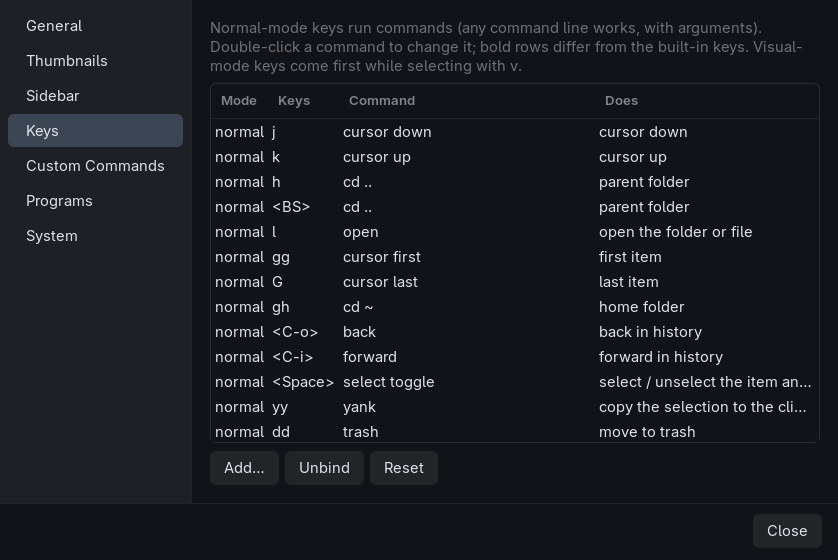 General
Thumbnails
Sidebar
Keys
Custom Commands
Programs
System
Normal-mode keys run commands (any command line works, with arguments).
Double-click a command to change it; bold rows differ from the built-in keys. Visual-
mode keys come first while selecting with v.
Mode Keys Command Does
normal j cursor down cursor down
normal k cursor up cursor up
normal h cd .. parent folder
normal <BS> cd .. parent folder
normal l open open the folder or file
normal gg cursor first first item
normal G cursor last last item
normal gh cd ~ home folder
normal <C-o> back back in history
normal <C-i> forward forward in history
normal <Space> select toggle select / unselect the item an...
normal yy yank copy the selection to the cli...
normal dd trash move to trash
Add... Unbind Reset
Close